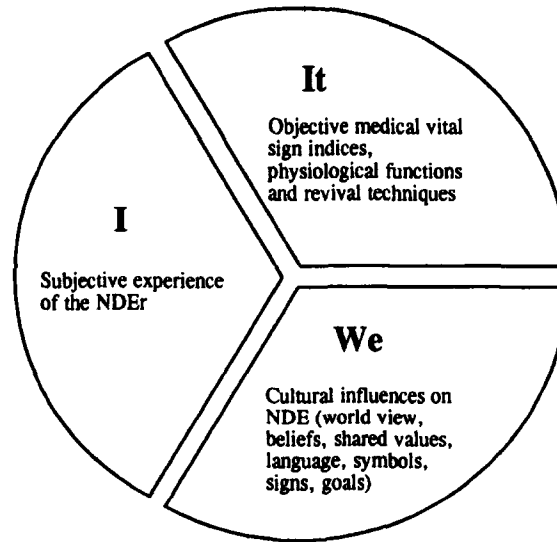 It
Objective medical vital
sign indices,
physiological functions
and revival techniques
I
Subjective experience
of the NDEr
We
Cultural influences on
NDE (world view,
beliefs, shared values,
language, symbols,
signs, goals)